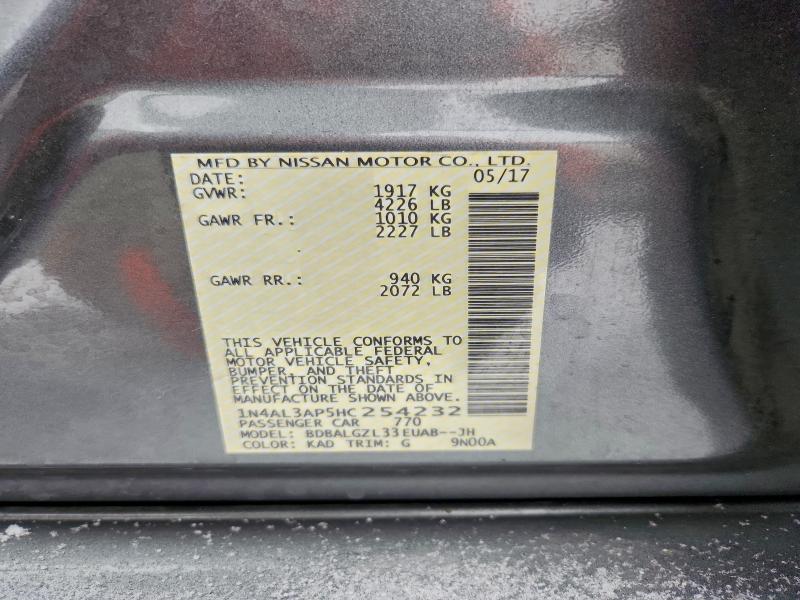 MFD BY NISSAN MOTOR CO., LTD.
DATE: 05/17
GVWR: 1917 KG
4226 LB
GAWR FR.: 1010 KG
2227 LB
GAWR RR.: 940 KG
2072 LB
THIS VEHICLE CONFORMS TO
ALL APPLICABLE FEDERAL
MOTOR VEHICLE SAFETY,
BUMPER, AND THEFT
PREVENTION STANDARDS IN
EFFECT ON THE DATE OF
MANUFACTURE SHOWN ABOVE.
1N4AL3AP5HC254232
PASSENGER CAR 770
MODEL: BDBALGZL33EUAB--JH
COLOR: KAD TRIM: G 9N00A